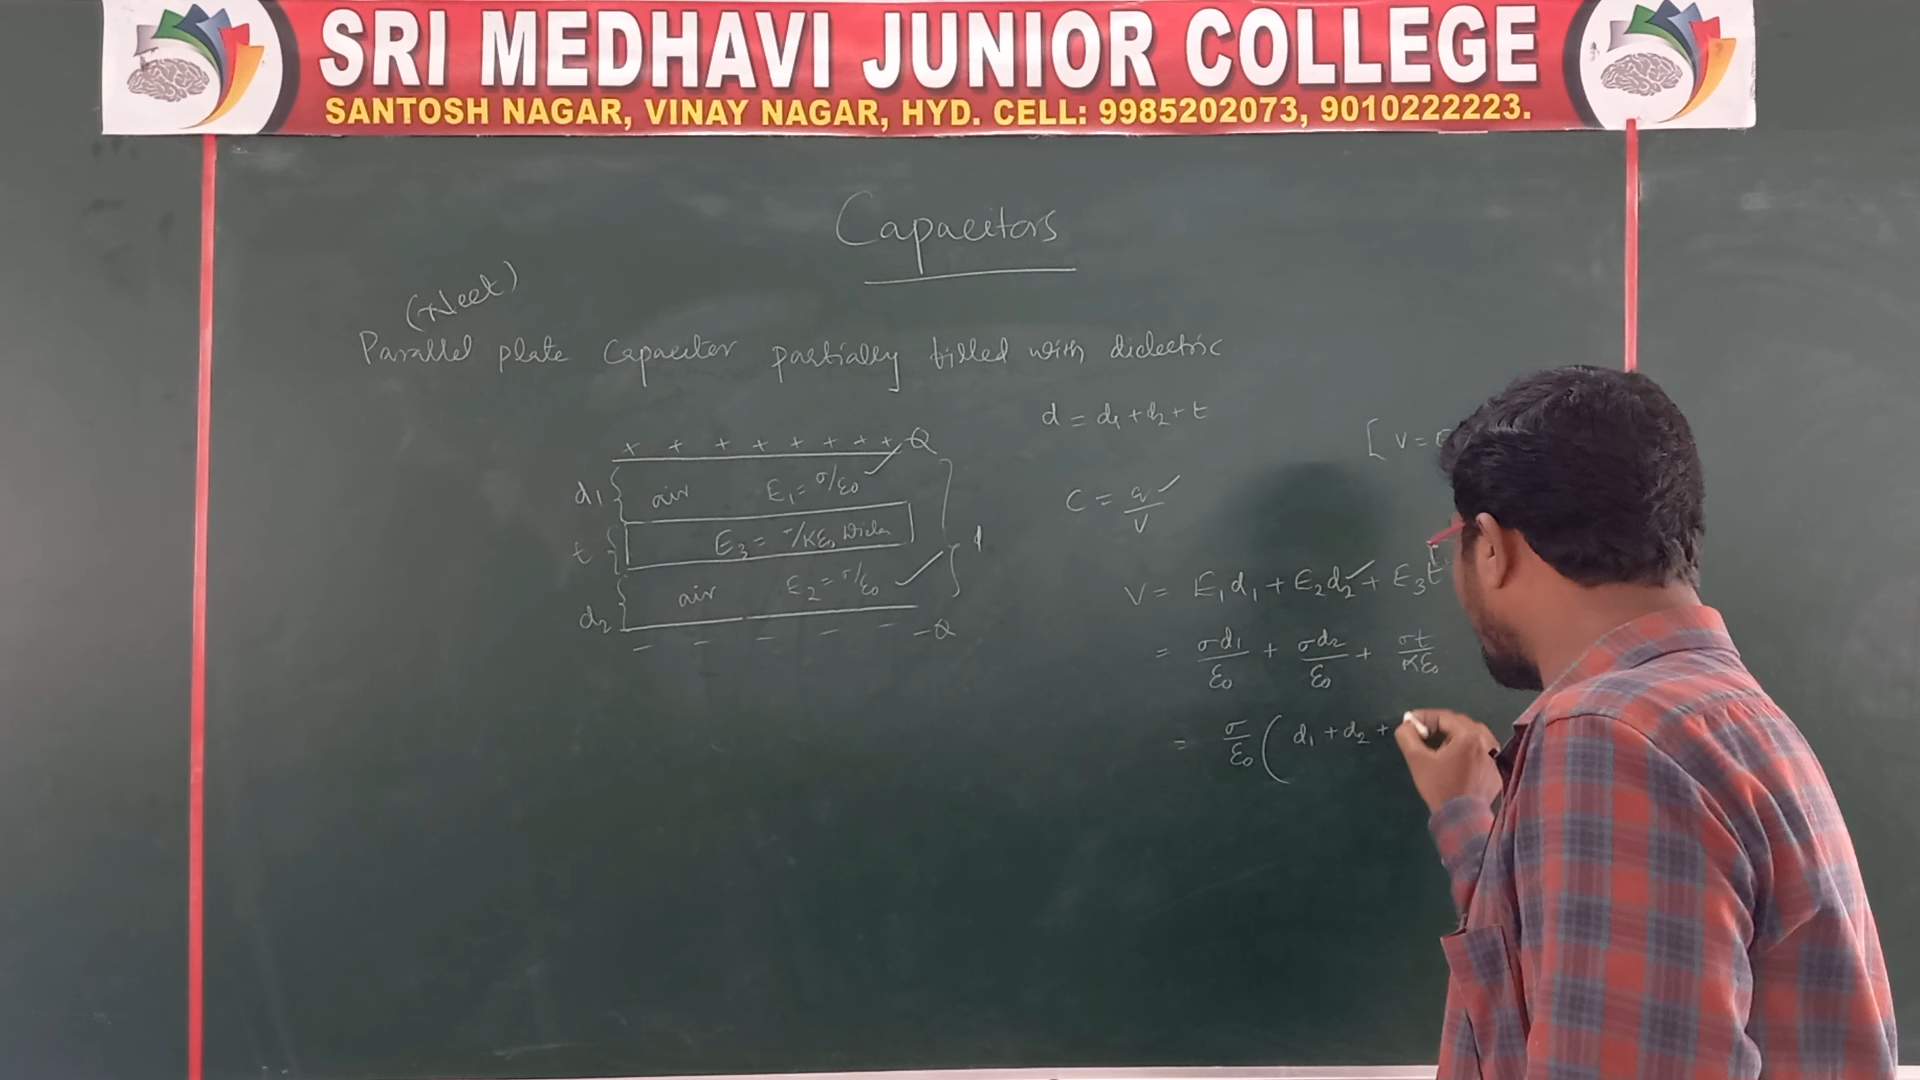 SRI MEDHAVI JUNIOR COLLEGE
SANTOSH NAGAR, VINAY NAGAR, HYD. CELL: 9985202073, 9010222223.
Capacitors
(Neet)
Parallel plate Capacitor partially filled with dielectric
d = d₁ + d₂ + t
+ + + + + + + + Q
[ V = E
d₁ { air E₁ = σ/ε₀
C = q/V
t { E₃ = σ/Kε₀
d
V = E₁d₁ + E₂d₂ + E₃t
d₂ { air E₂ = σ/ε₀
− − − − − −Q
= σd₁/ε₀ + σd₂/ε₀ + σt/Kε₀
= σ/ε₀ ( d₁ + d₂ +